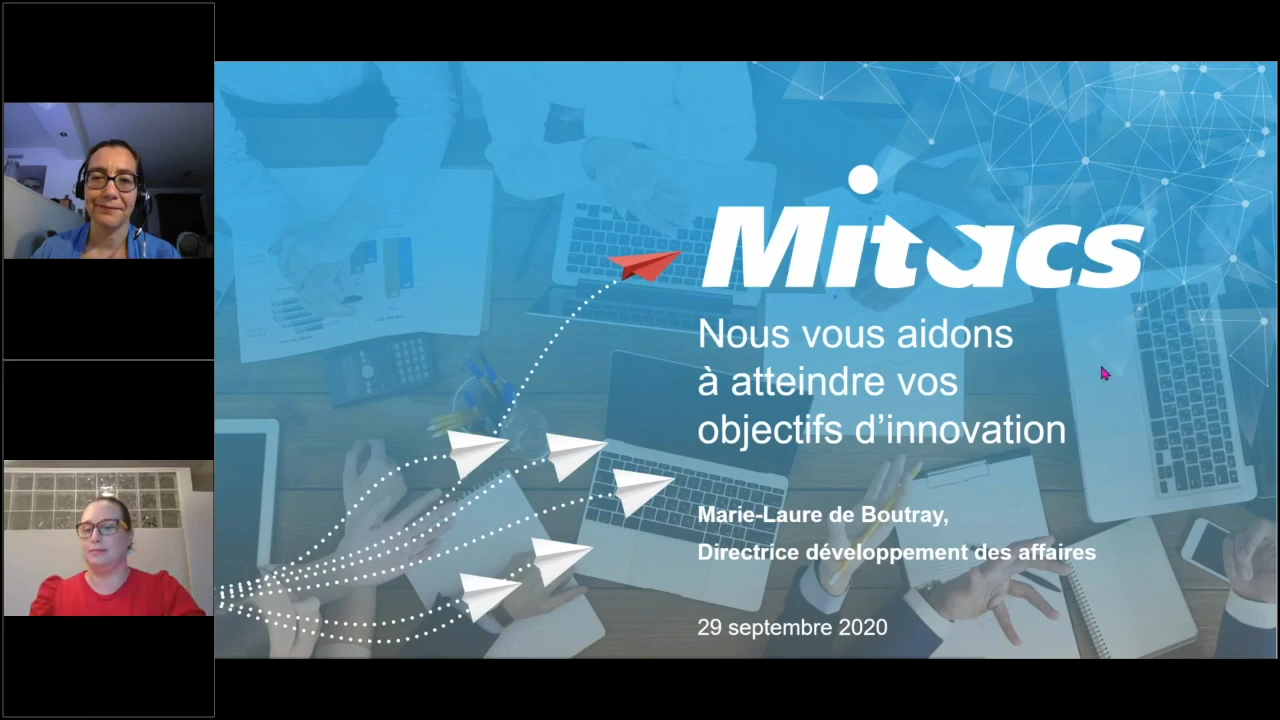 Mitacs
Nous vous aidons
à atteindre vos
objectifs d’innovation
Marie-Laure de Boutray,
Directrice développement des affaires
29 septembre 2020